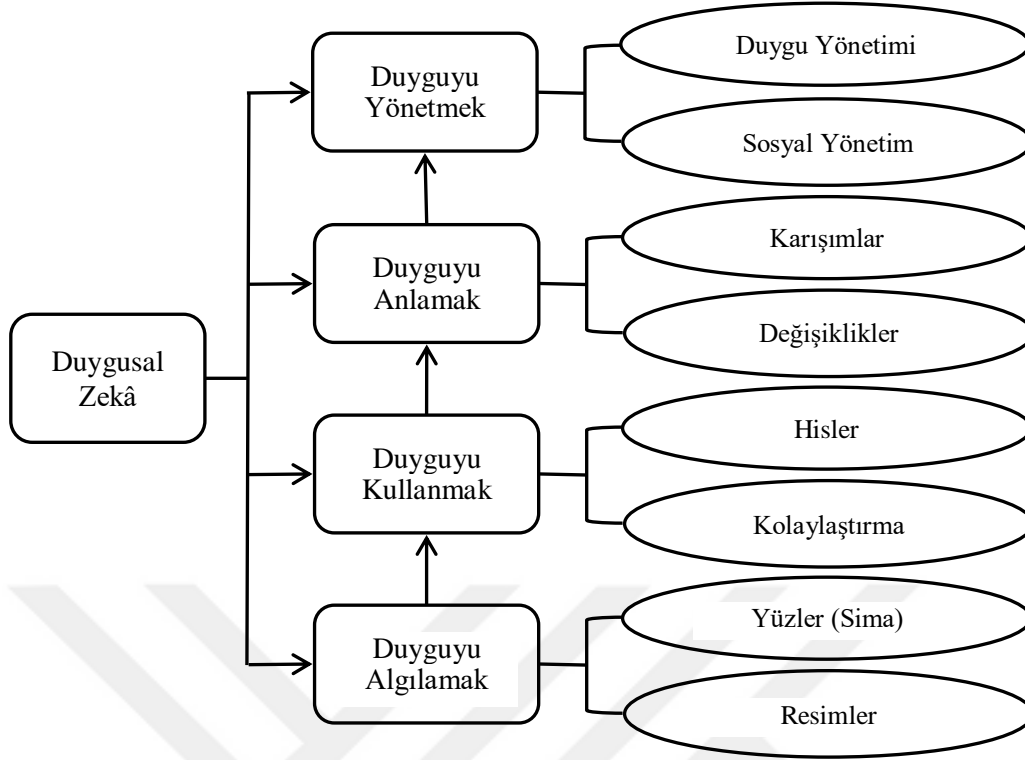 Duygusal
Zekâ
Duyguyu
Yönetmek
Duygu Yönetimi
Sosyal Yönetim
Duyguyu
Anlamak
Karışımlar
Değişiklikler
Duyguyu
Kullanmak
Hisler
Kolaylaştırma
Duyguyu
Algılamak
Yüzler (Sima)
Resimler